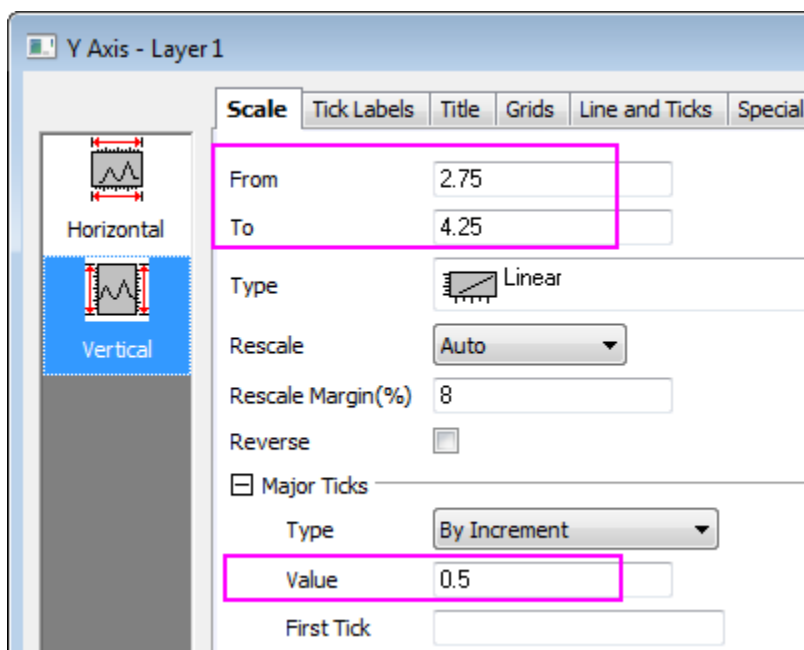 Y Axis - Layer 1
Scale Tick Labels Title Grids Line and Ticks Special
From 2.75
Horizontal
To 4.25
Type Linear
Vertical
Rescale Auto
Rescale Margin(%) 8
Reverse
Major Ticks
Type By Increment
Value 0.5
First Tick